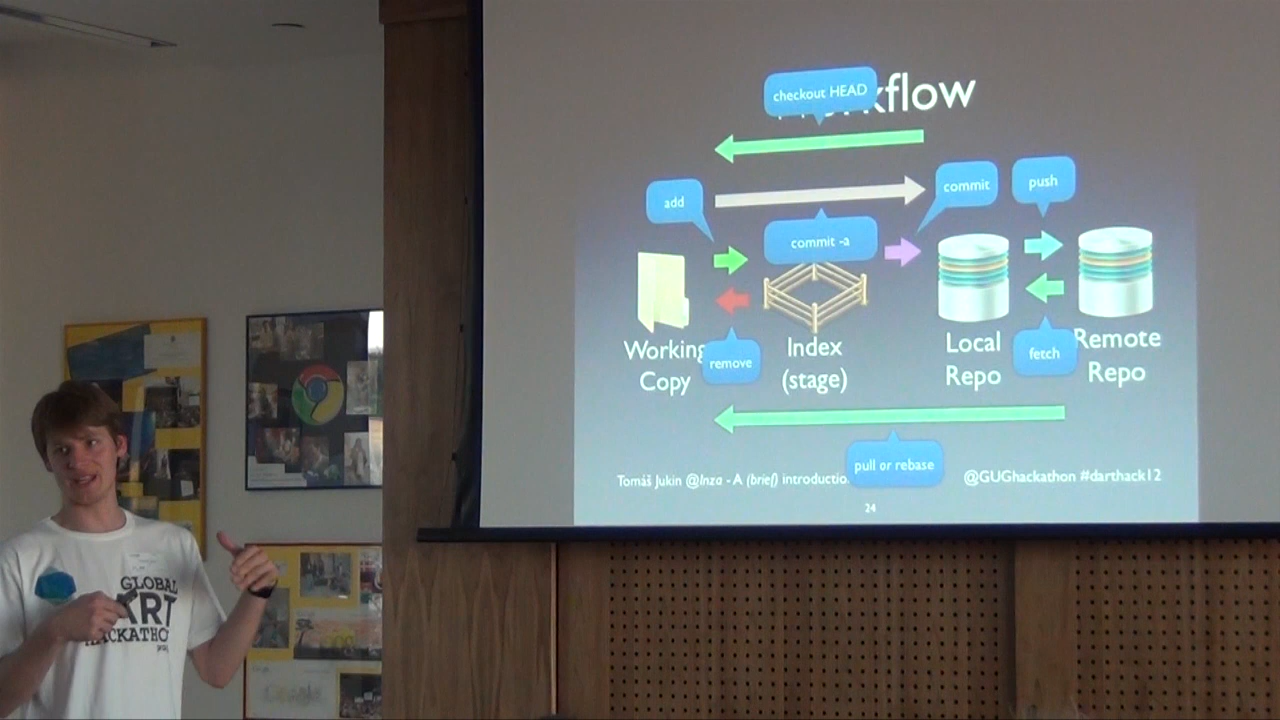 checkout HEAD
kflow
add
commit
push
commit -a
Working
Copy
remove
Index
(stage)
Local
Repo
fetch
Remote
Repo
pull or rebase
Tomáš Jukin @Inza - A (brief) introductio
@GUGhackathon #darthack12
24
GLOBAL
ART
HACKATHO